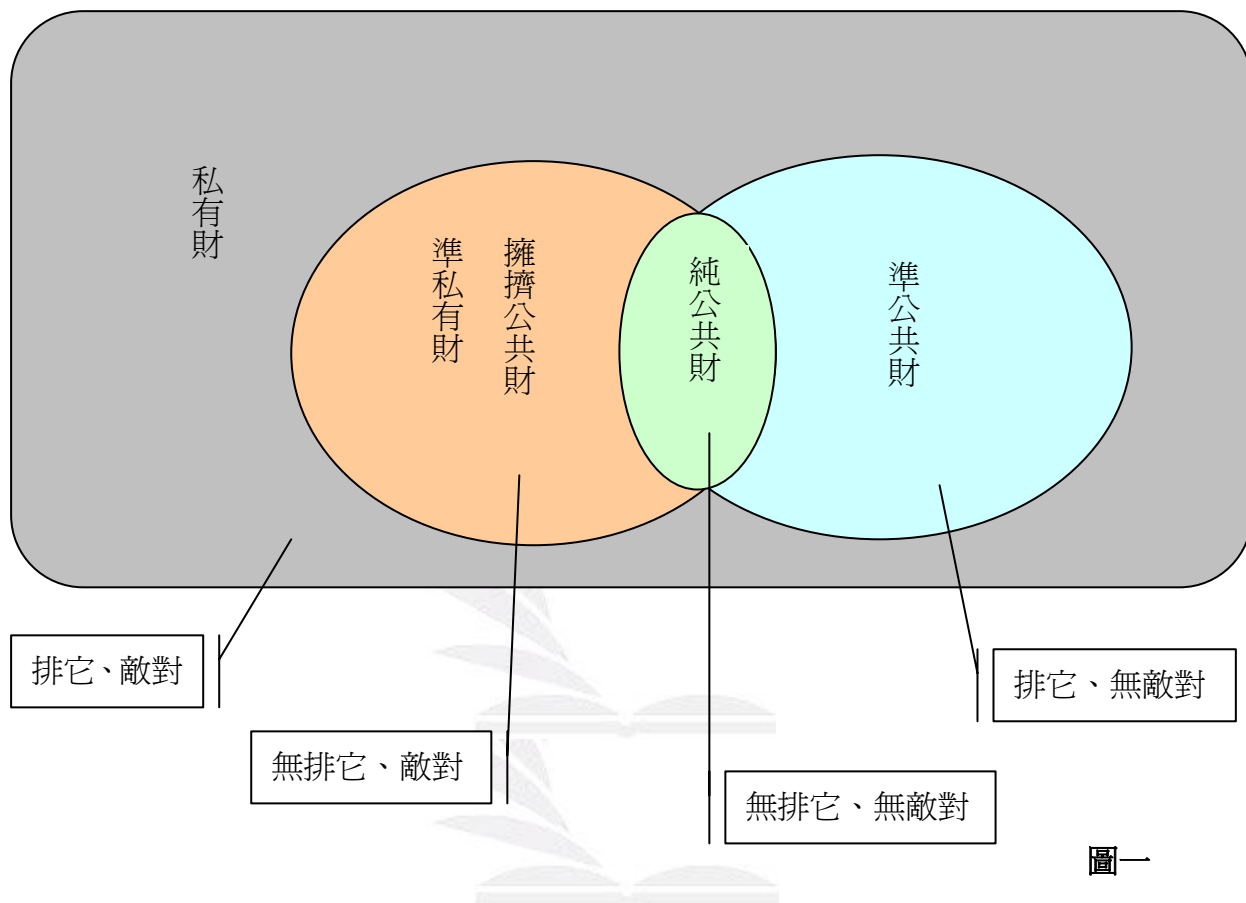 私有財
準私有財
擁擠公共財
純公共財
準公共財
排它、敵對
無排它、敵對
無排它、無敵對
排它、無敵對
圖一